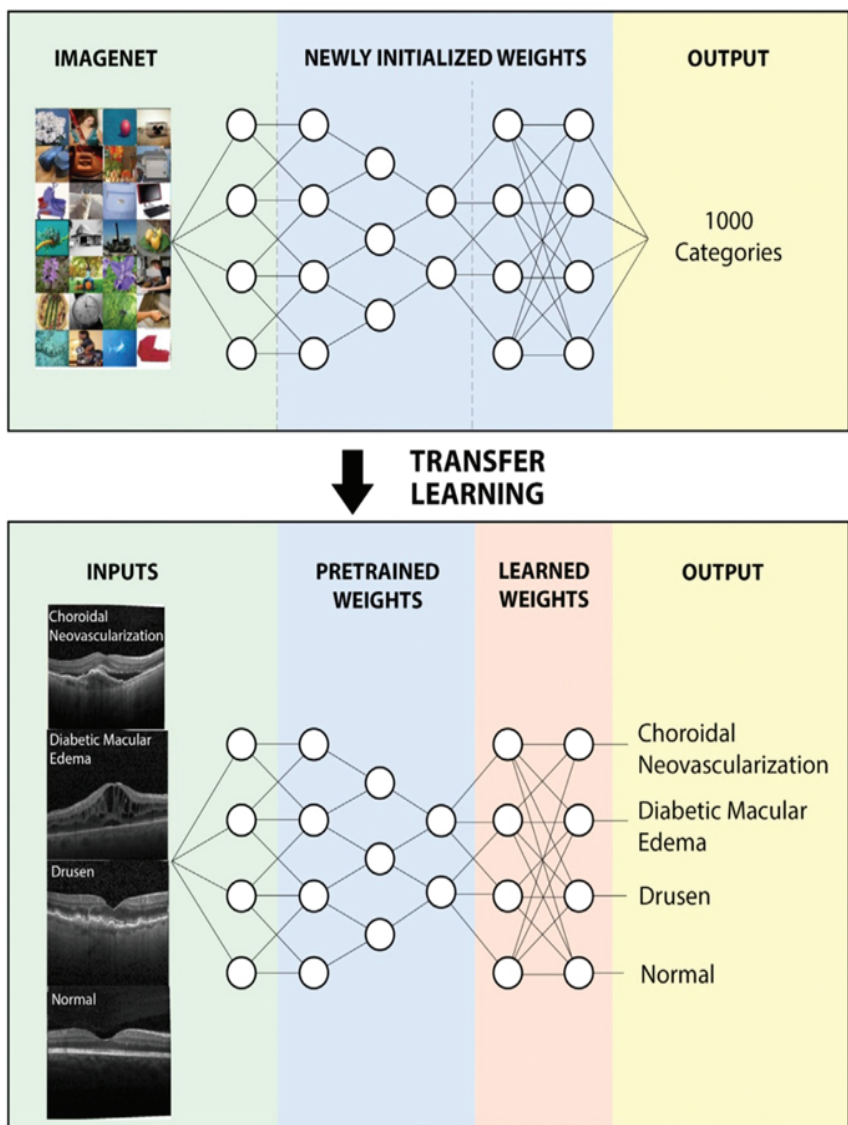 IMAGENET
NEWLY INITIALIZED WEIGHTS
OUTPUT
1000
Categories
TRANSFER
LEARNING
INPUTS
PRETRAINED
WEIGHTS
LEARNED
WEIGHTS
OUTPUT
Choroidal
Neovascularization
Diabetic Macular
Edema
Drusen
Normal
Choroidal
Neovascularization
Diabetic Macular
Edema
Drusen
Normal